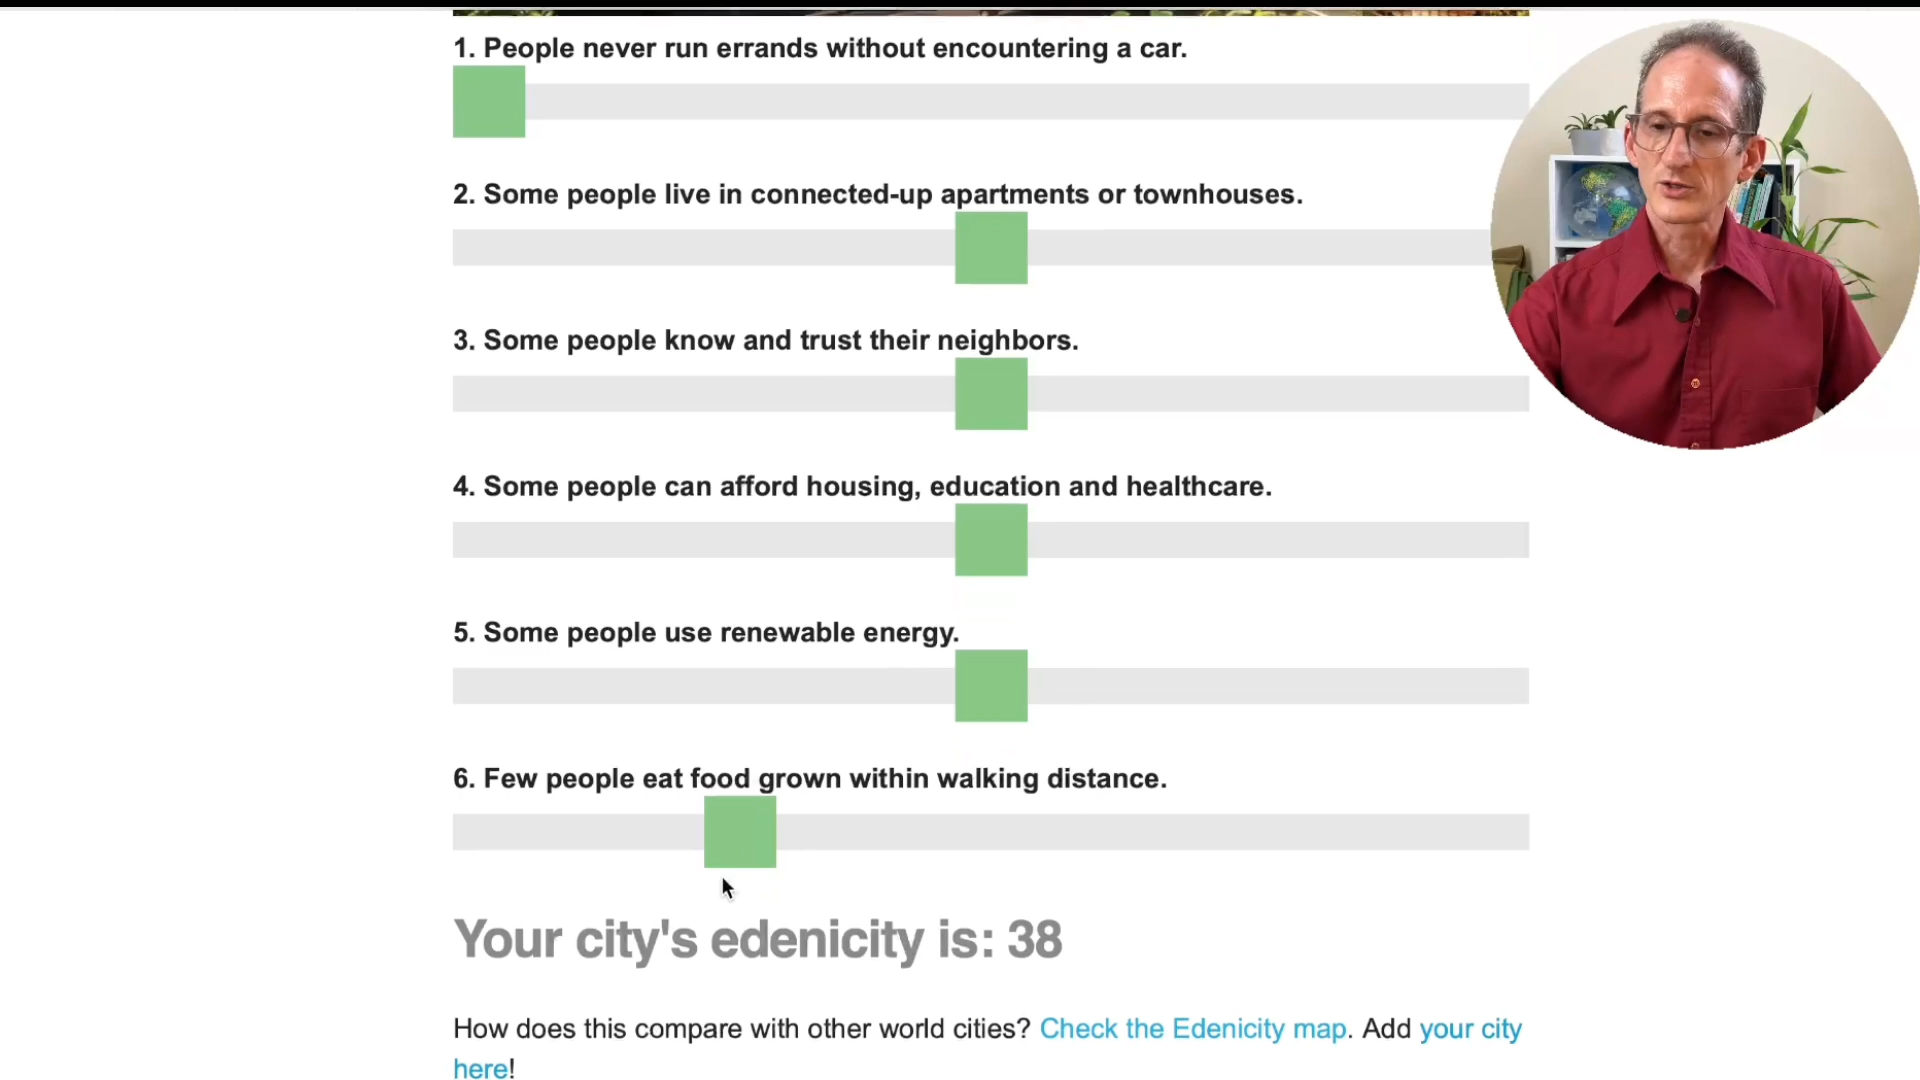 1. People never run errands without encountering a car.
2. Some people live in connected-up apartments or townhouses.
3. Some people know and trust their neighbors.
4. Some people can afford housing, education and healthcare.
5. Some people use renewable energy.
6. Few people eat food grown within walking distance.
Your city's edenicity is: 38
How does this compare with other world cities? Check the Edenicity map. Add your city
here!